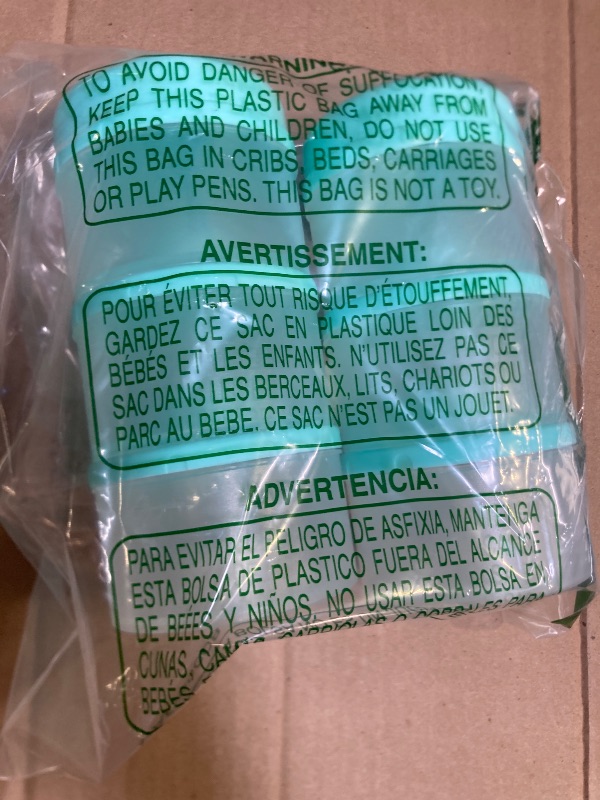 WARNING:
TO AVOID DANGER OF SUFFOCATION,
KEEP THIS PLASTIC BAG AWAY FROM
BABIES AND CHILDREN, DO NOT USE
THIS BAG IN CRIBS, BEDS, CARRIAGES
OR PLAY PENS. THIS BAG IS NOT A TOY.
AVERTISSEMENT:
POUR ÉVITER TOUT RISQUE D'ÉTOUFFEMENT,
GARDEZ CE SAC EN PLASTIQUE LOIN DES
BÉBÉS ET LES ENFANTS. N'UTILISEZ PAS CE
SAC DANS LES BERCEAUX, LITS, CHARIOTS OU
PARC AU BEBE. CE SAC N'EST PAS UN JOUET.
ADVERTENCIA:
PARA EVITAR EL PELIGRO DE ASFIXIA, MANTENGA
ESTA BOLSA DE PLASTICO FUERA DEL ALCANCE
DE BEÉES Y NIÑOS, NO USAR ESTA BOLSA EN
CUNAS, O CORRALES PARA
BEBÉS